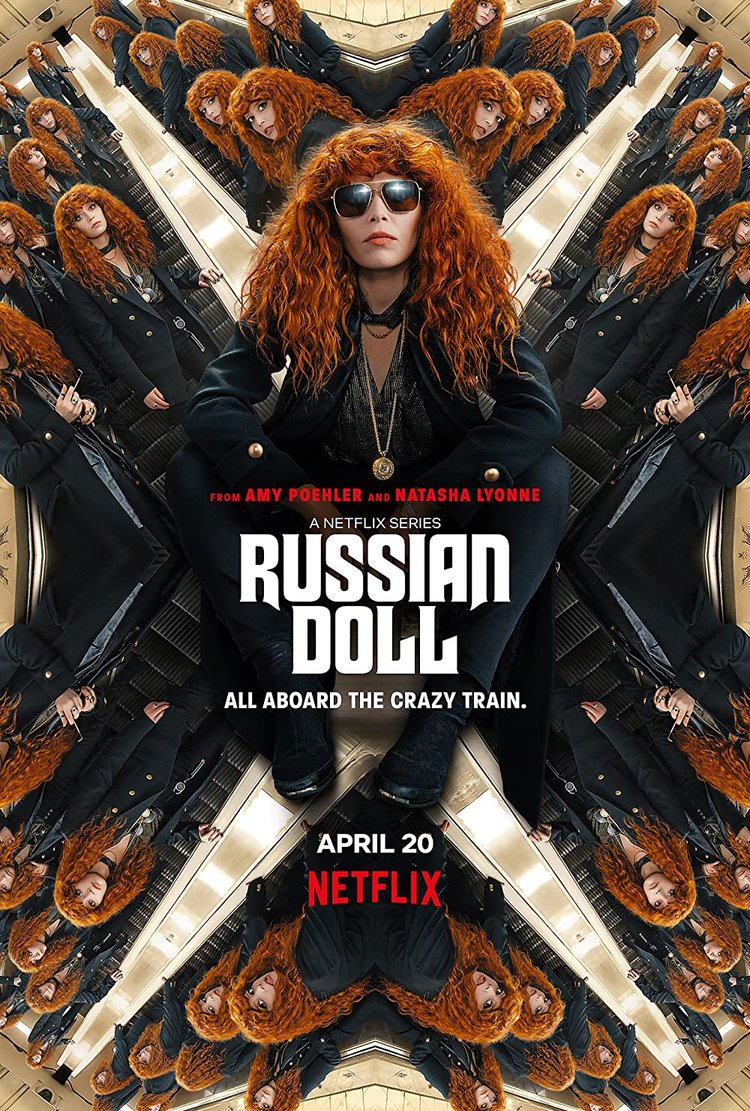 FROM AMY POEHLER AND NATASHA LYONNE
A NETFLIX SERIES
RUSSIAN
DOLL
ALL ABOARD THE CRAZY TRAIN.
APRIL 20
NETFLIX